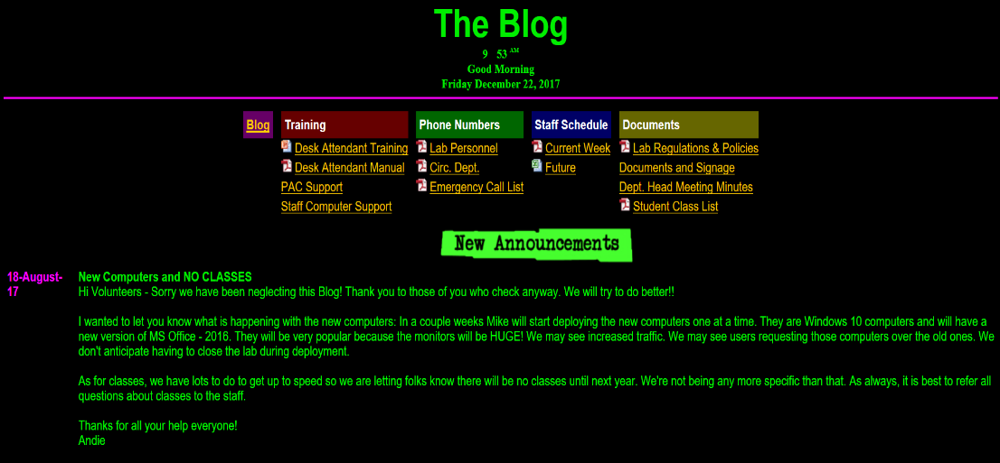 The Blog
9 53 AM
Good Morning
Friday December 22, 2017
Blog Training Phone Numbers Staff Schedule Documents
Desk Attendant Training Lab Personnel Current Week Lab Regulations & Policies
Desk Attendant Manual Circ. Dept. Future Documents and Signage
PAC Support Emergency Call List Dept. Head Meeting Minutes
Staff Computer Support Student Class List
New Announcements
18-August- New Computers and NO CLASSES
17 Hi Volunteers - Sorry we have been neglecting this Blog! Thank you to those of you who check anyway. We will try to do better!!
I wanted to let you know what is happening with the new computers: In a couple weeks Mike will start deploying the new computers one at a time. They are Windows 10 computers and will have a
new version of MS Office - 2016. They will be very popular because the monitors will be HUGE! We may see increased traffic. We may see users requesting those computers over the old ones. We
don't anticipate having to close the lab during deployment.
As for classes, we have lots to do to get up to speed so we are letting folks know there will be no classes until next year. We're not being any more specific than that. As always, it is best to refer all
questions about classes to the staff.
Thanks for all your help everyone!
Andie